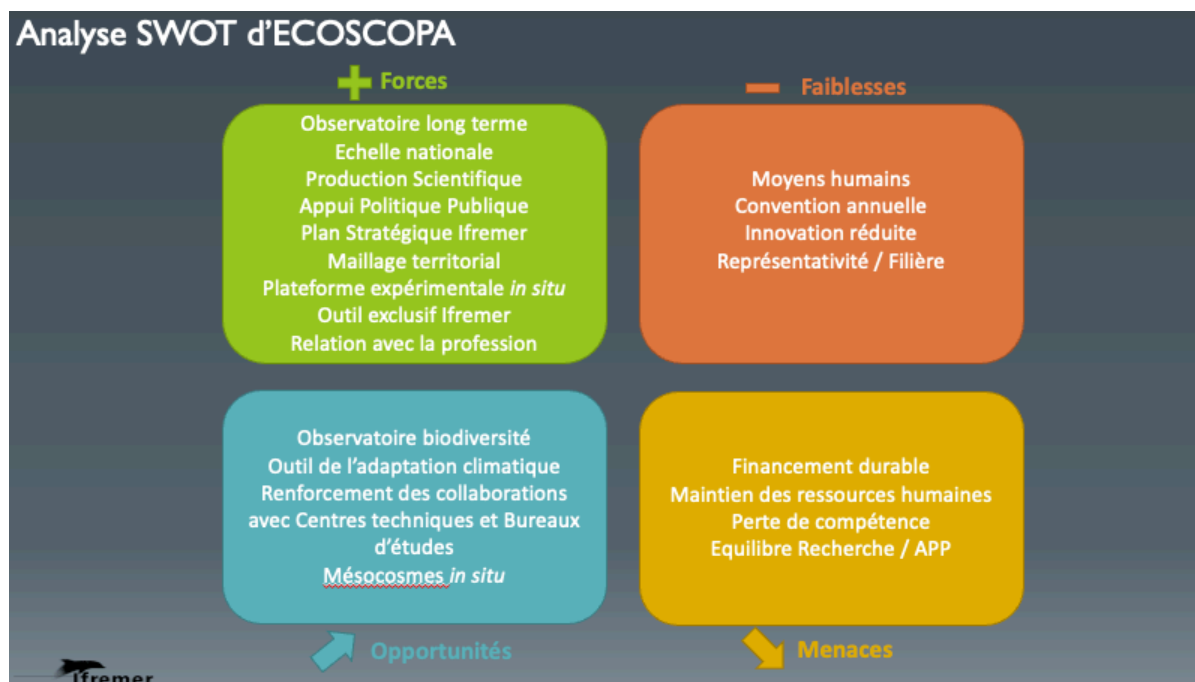 Analyse SWOT d’ECOSCOPA
Forces
Observatoire long terme
Echelle nationale
Production Scientifique
Appui Politique Publique
Plan Stratégique Ifremer
Maillage territorial
Plateforme expérimentale in situ
Outil exclusif Ifremer
Relation avec la profession
Faiblesses
Moyens humains
Convention annuelle
Innovation réduite
Représentativité / Filière
Observatoire biodiversité
Outil de l’adaptation climatique
Renforcement des collaborations
avec Centres techniques et Bureaux
d’études
Mésocosmes in situ
Opportunités
Financement durable
Maintien des ressources humaines
Perte de compétence
Equilibre Recherche / APP
Menaces
Ifremer